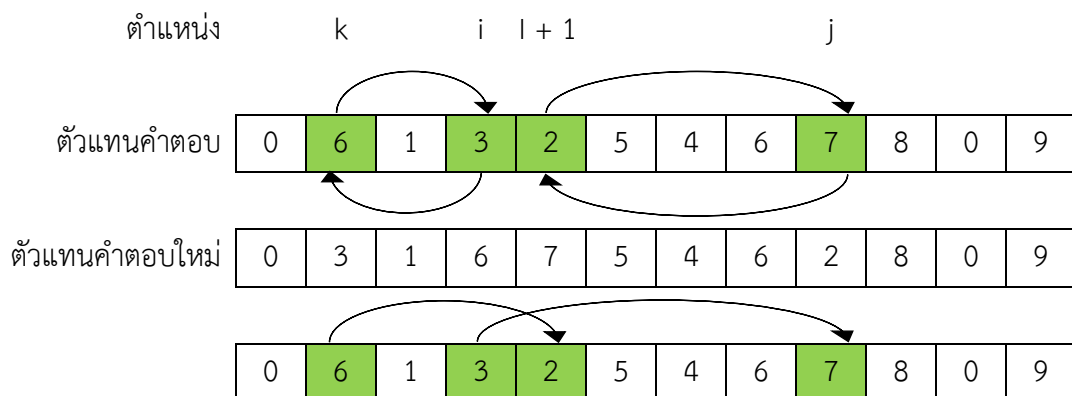 ตำแหน่ง k i l + 1 j
ตัวแทนคำตอบ 0 6 1 3 2 5 4 6 7 8 0 9
ตัวแทนคำตอบใหม่ 0 3 1 6 7 5 4 6 2 8 0 9
0 6 1 3 2 5 4 6 7 8 0 9